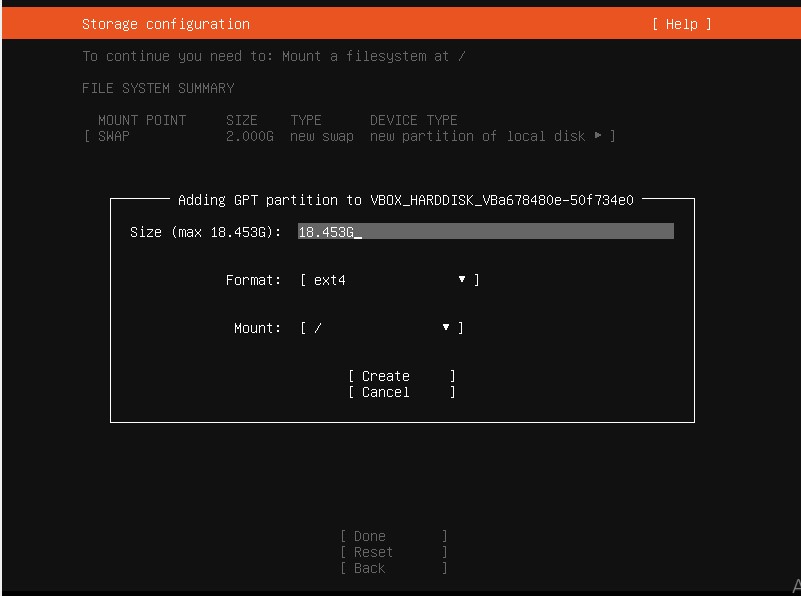 Storage configuration [ Help ]
To continue you need to: Mount a filesystem at /
FILE SYSTEM SUMMARY
MOUNT POINT SIZE TYPE DEVICE TYPE
[ SWAP 2.000G new swap new partition of local disk ▸ ]
Adding GPT partition to VBOX_HARDDISK_VBa678480e-50f734e0
Size (max 18.453G): 18.453G_
Format: [ ext4 ▾ ]
Mount: [ / ▾ ]
[ Create ]
[ Cancel ]
[ Done ]
[ Reset ]
[ Back ]
A